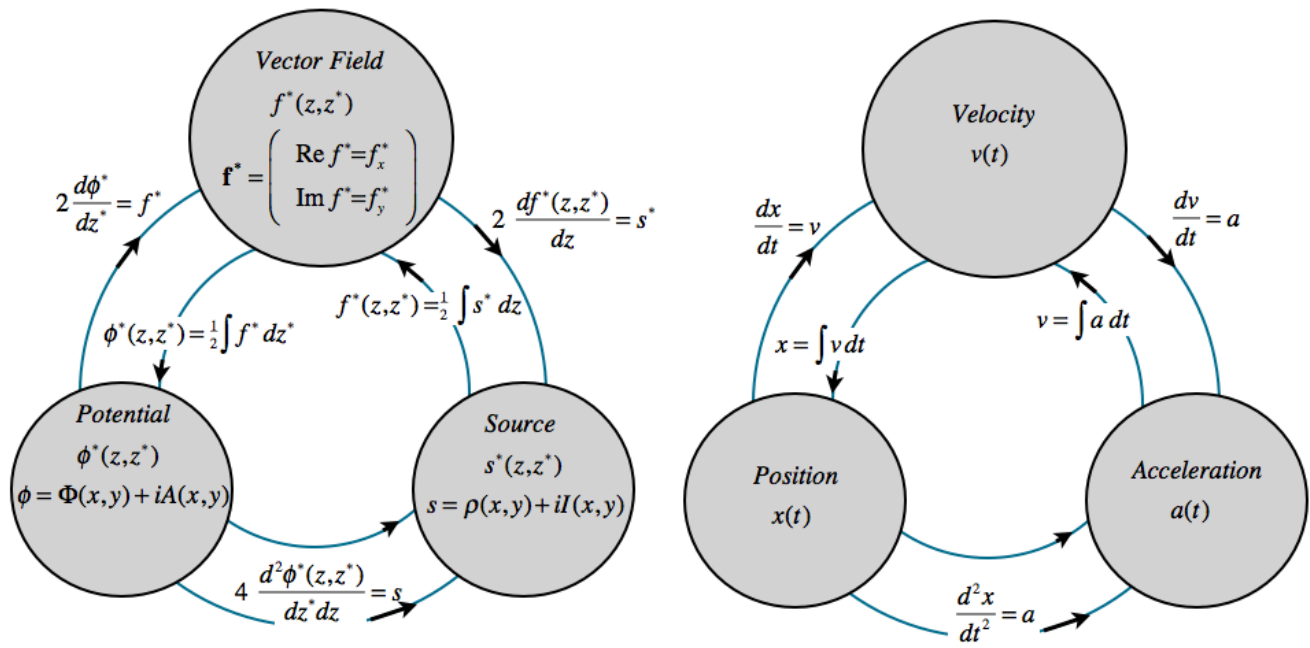 Vector Field
f*(z,z*)
f* = ( Re f*=f*ₓ
Im f*=f*ᵧ )
2 dϕ*/dz* = f*
2 df*(z,z*)/dz = s*
f*(z,z*)=½∫s* dz
ϕ*(z,z*)=½∫f* dz*
Potential
ϕ*(z,z*)
ϕ= Φ(x,y)+iA(x,y)
Source
s*(z,z*)
s=ρ(x,y)+iI(x,y)
4 d²ϕ*(z,z*)/dz*dz = s
Velocity
v(t)
dx/dt = v
dv/dt = a
v=∫a dt
x=∫v dt
Position
x(t)
Acceleration
a(t)
d²x/dt² = a